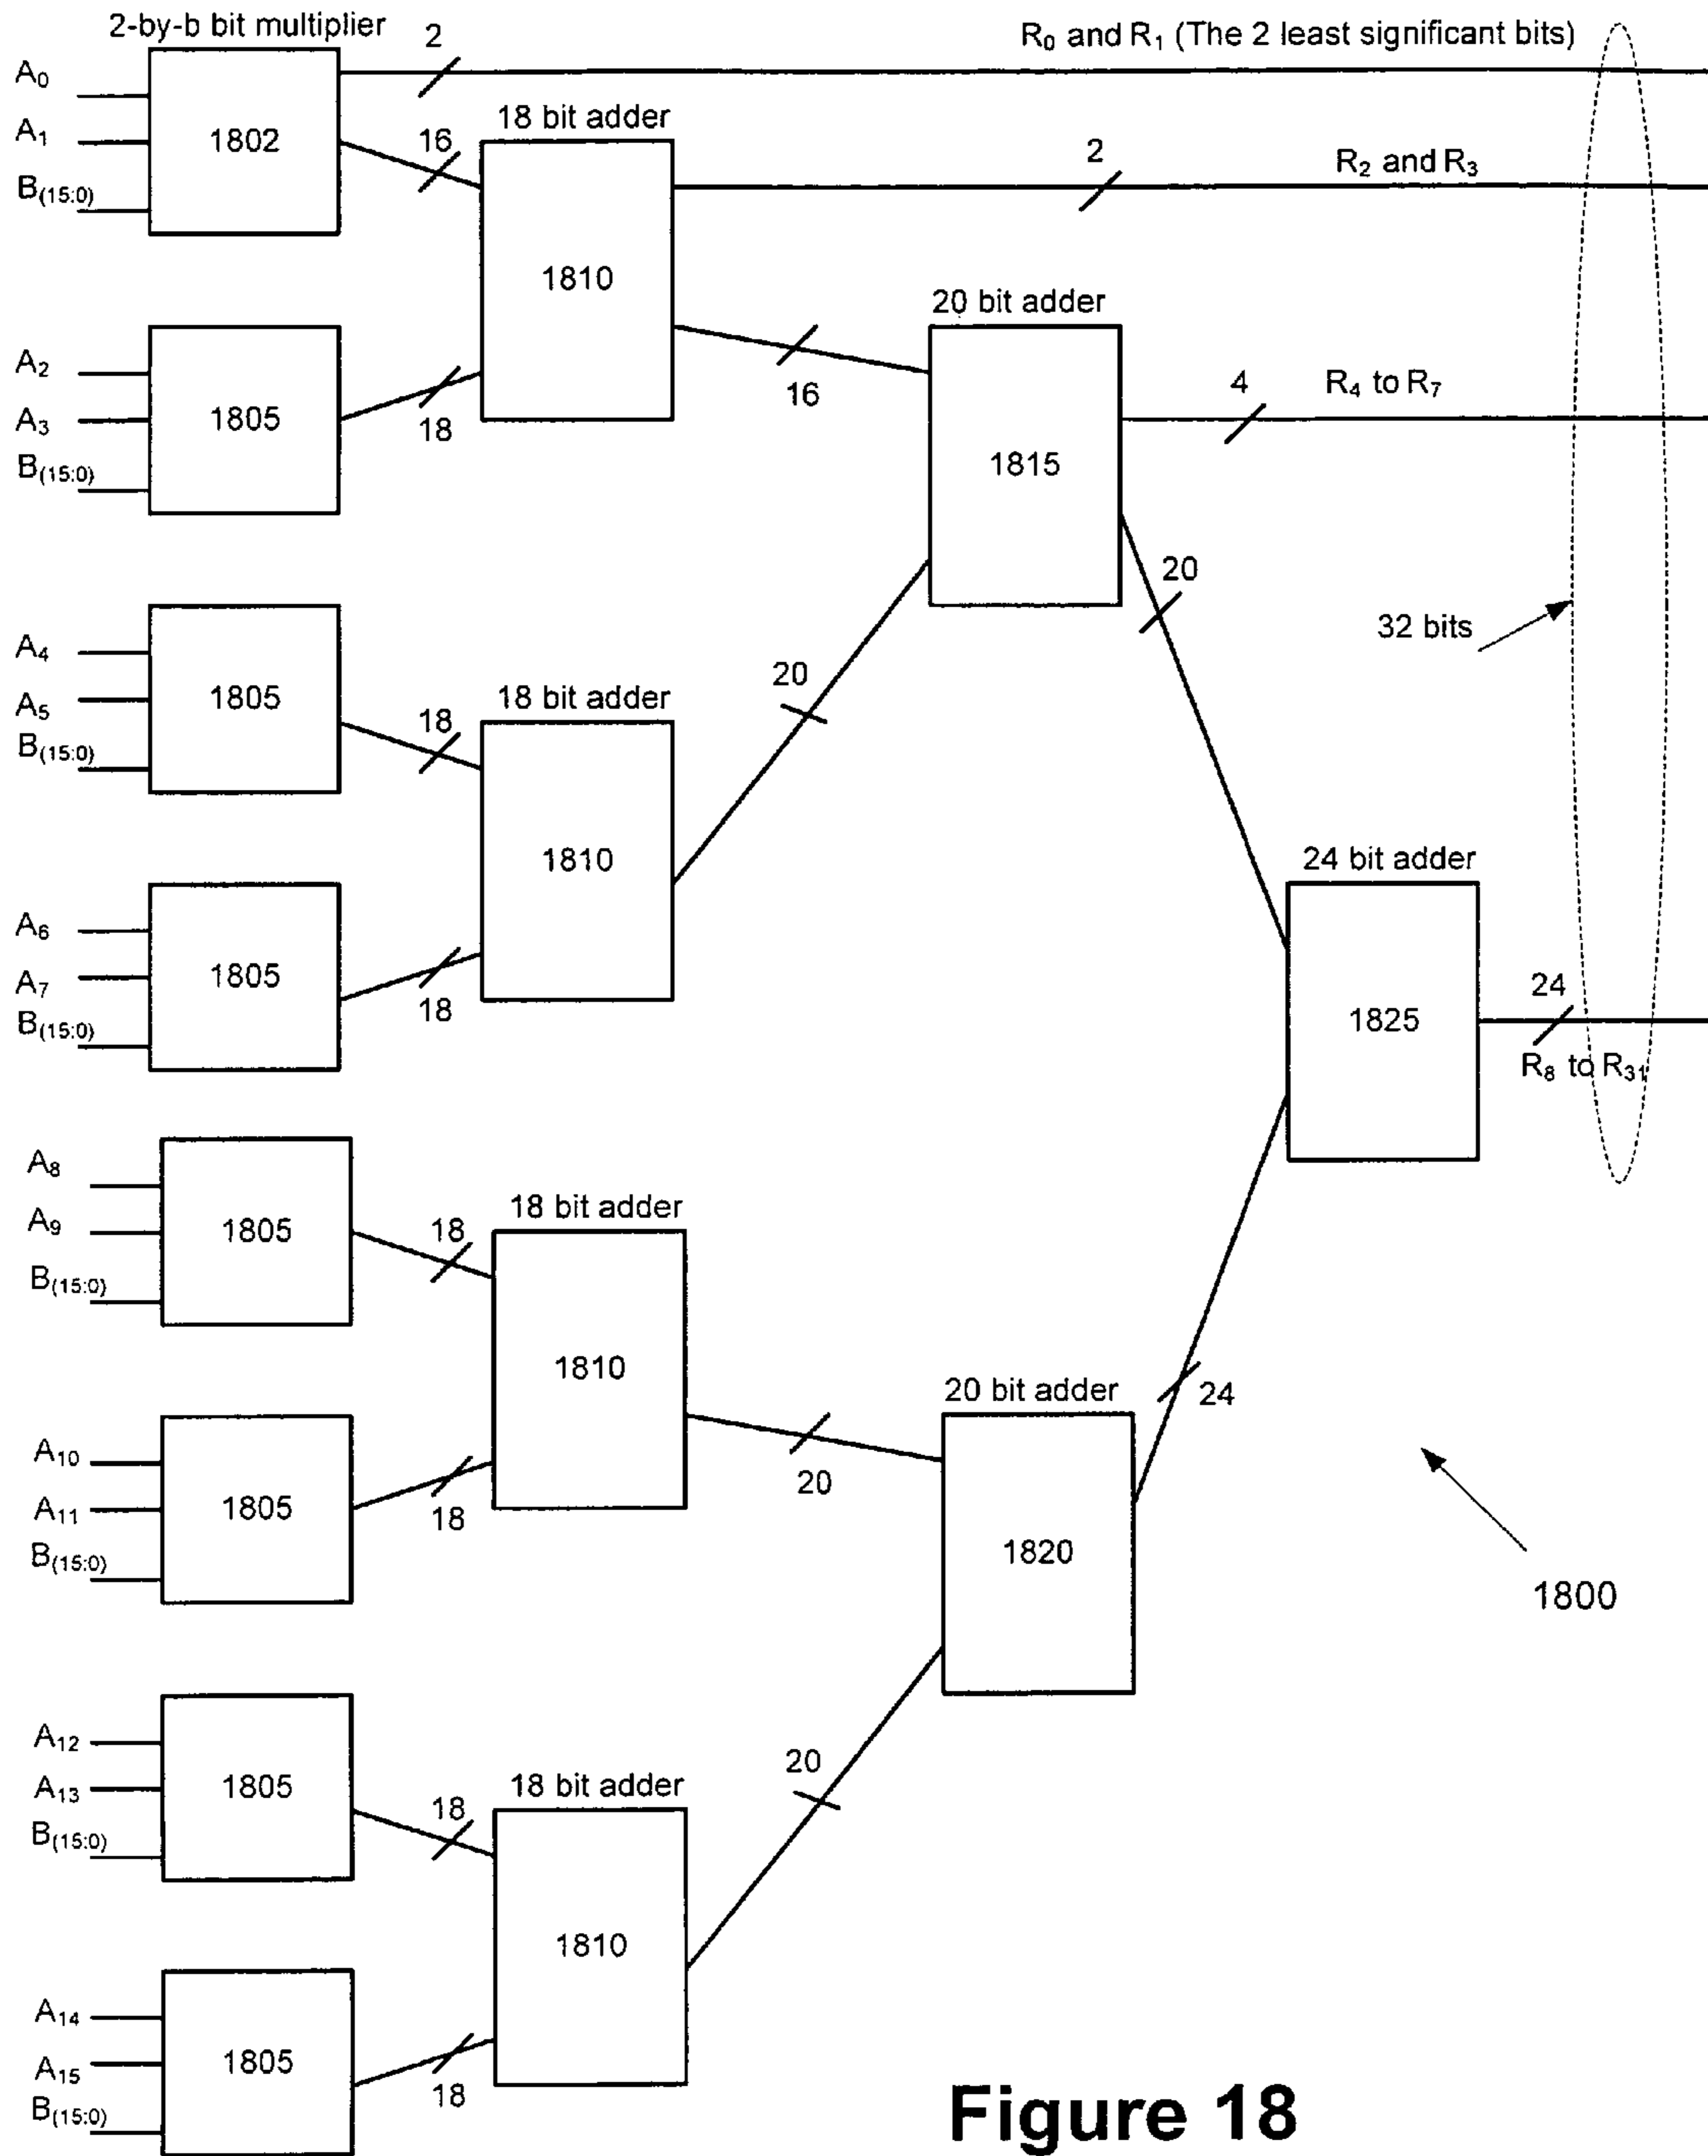 2-by-b bit multiplier
2
R₀ and R₁ (The 2 least significant bits)
A₀
A₁
B₍₁₅:₀₎
1802
16
18 bit adder
1810
2
R₂ and R₃
A₂
A₃
B₍₁₅:₀₎
1805
18
16
20 bit adder
1815
4
R₄ to R₇
20
32 bits
A₄
A₅
B₍₁₅:₀₎
1805
18
18 bit adder
1810
20
A₆
A₇
B₍₁₅:₀₎
1805
18
24 bit adder
1825
24
R₈ to R₃₁
A₈
A₉
B₍₁₅:₀₎
1805
18
18 bit adder
1810
20
20 bit adder
1820
24
1800
A₁₀
A₁₁
B₍₁₅:₀₎
1805
18
A₁₂
A₁₃
B₍₁₅:₀₎
1805
18
18 bit adder
1810
20
A₁₄
A₁₅
B₍₁₅:₀₎
1805
18
Figure 18